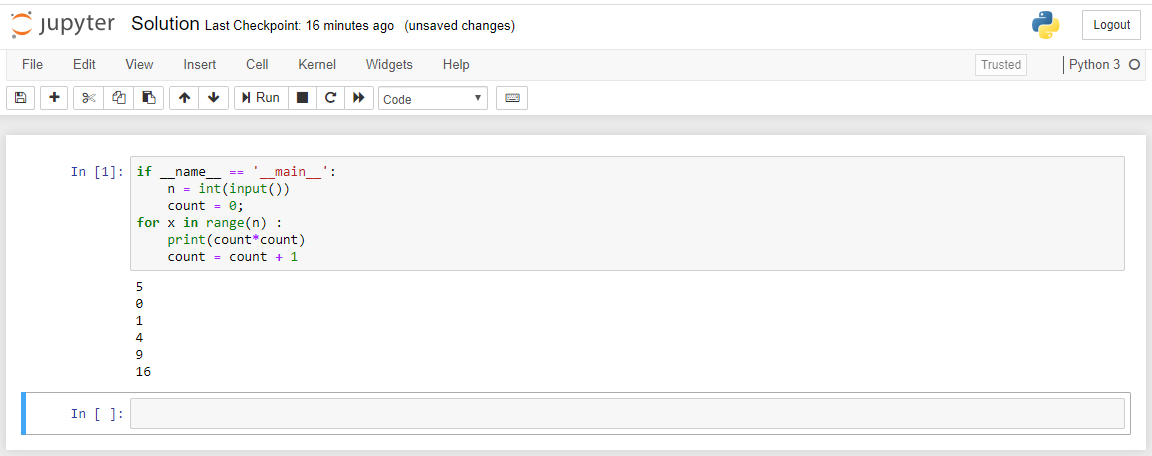 jupyter Solution Last Checkpoint: 16 minutes ago (unsaved changes)
Logout
File Edit View Insert Cell Kernel Widgets Help
Trusted
Python 3
Run
Code
In [1]:
if __name__ == '__main__':
    n = int(input())
    count = 0;
for x in range(n) :
    print(count*count)
    count = count + 1
5
0
1
4
9
16
In [ ]: